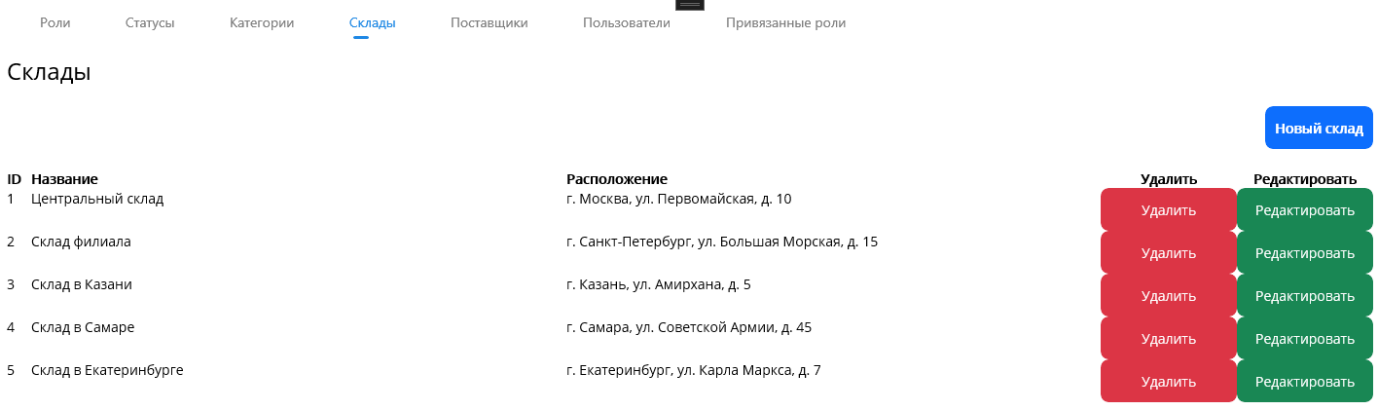 Роли Статусы Категории Склады Поставщики Пользователи Привязанные роли
Склады
Новый склад
ID Название Расположение Удалить Редактировать
1 Центральный склад г. Москва, ул. Первомайская, д. 10 Удалить Редактировать
2 Склад филиала г. Санкт-Петербург, ул. Большая Морская, д. 15 Удалить Редактировать
3 Склад в Казани г. Казань, ул. Амирхана, д. 5 Удалить Редактировать
4 Склад в Самаре г. Самара, ул. Советской Армии, д. 45 Удалить Редактировать
5 Склад в Екатеринбурге г. Екатеринбург, ул. Карла Маркса, д. 7 Удалить Редактировать